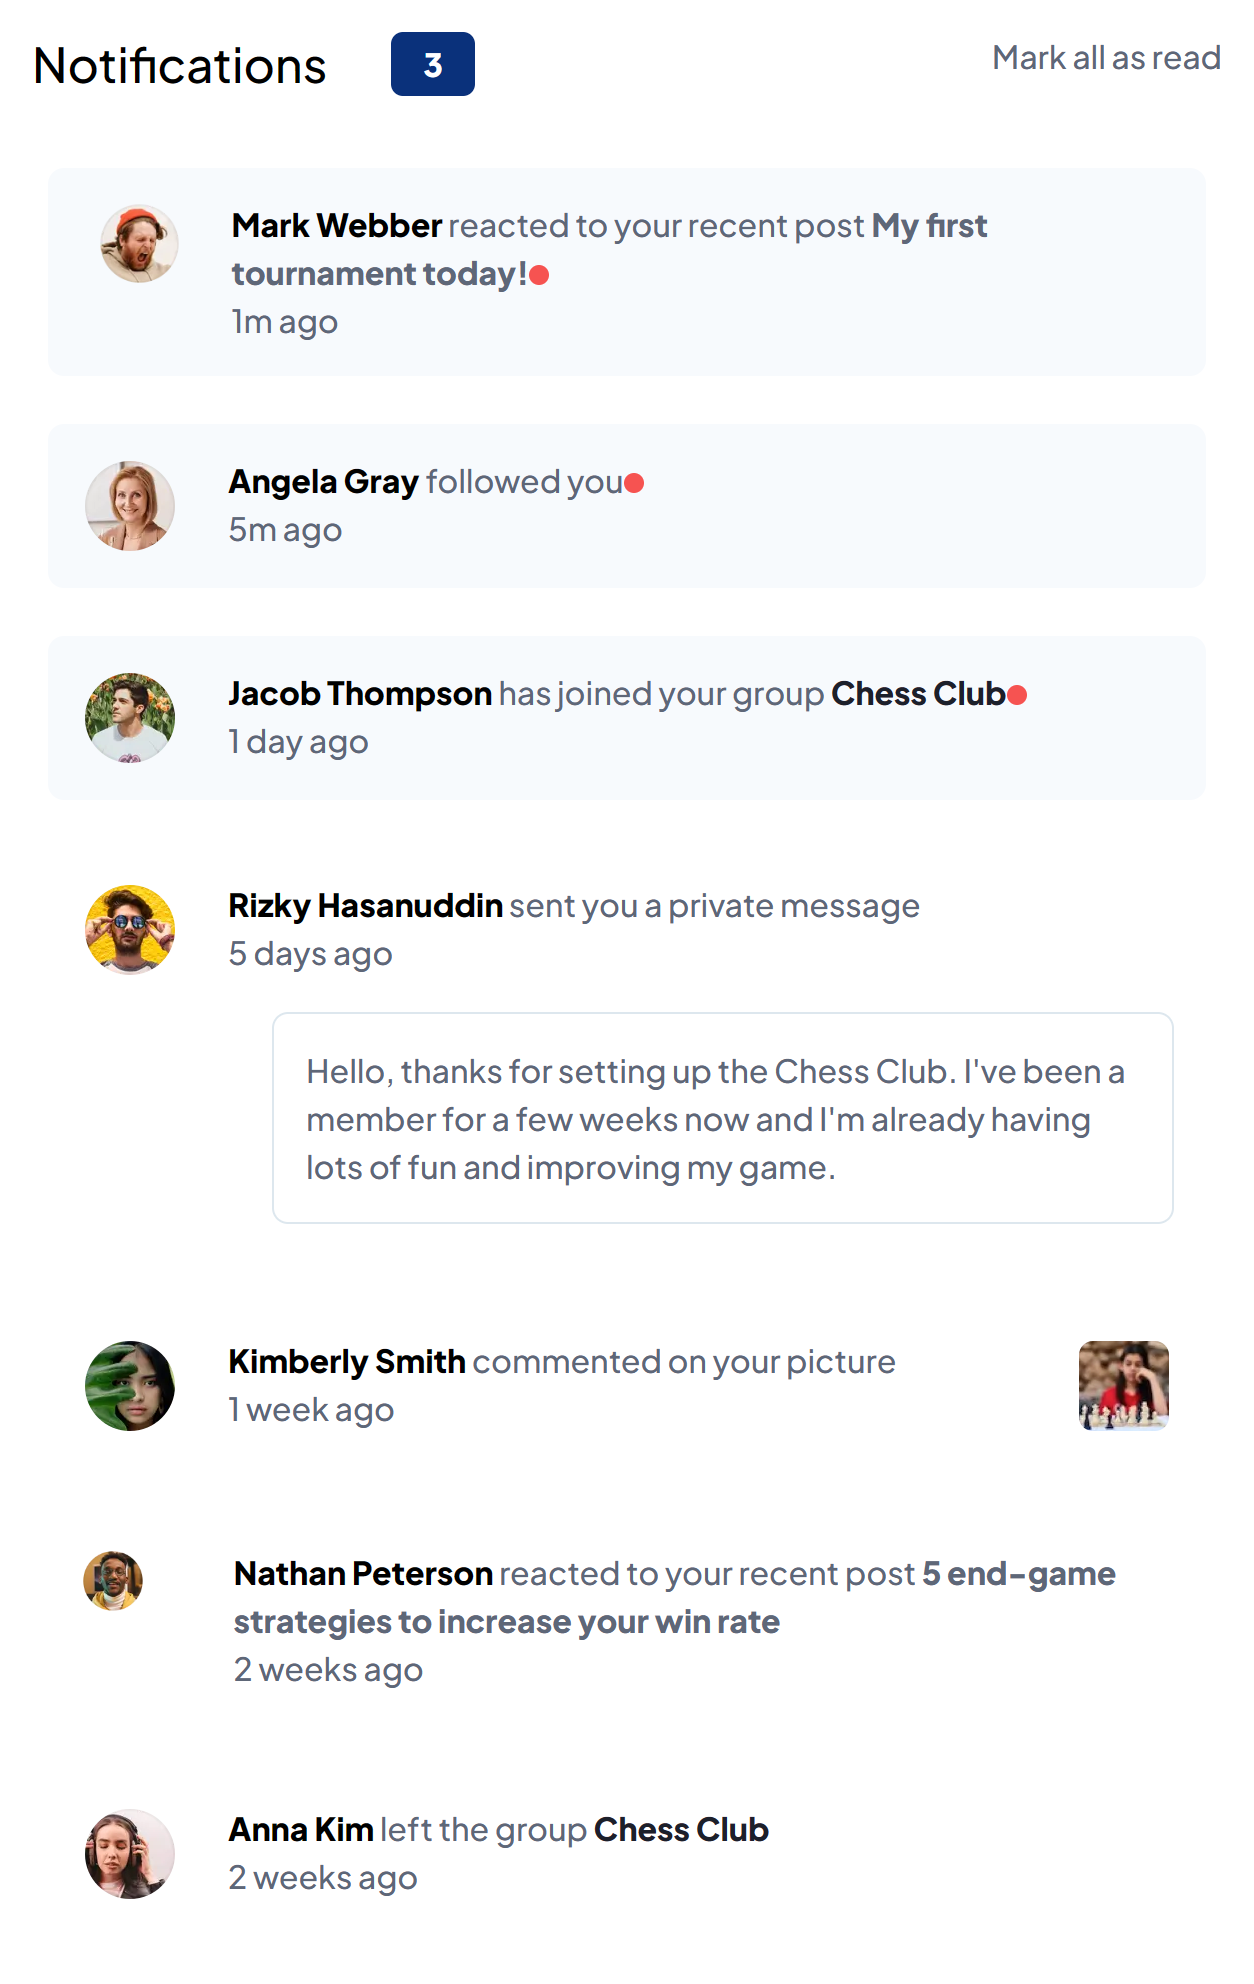 Notifications 3 Mark all as read
Mark Webber reacted to your recent post My first
tournament today!
1m ago
Angela Gray followed you
5m ago
Jacob Thompson has joined your group Chess Club
1 day ago
Rizky Hasanuddin sent you a private message
5 days ago
Hello, thanks for setting up the Chess Club. I've been a
member for a few weeks now and I'm already having
lots of fun and improving my game.
Kimberly Smith commented on your picture
1 week ago
Nathan Peterson reacted to your recent post 5 end-game
strategies to increase your win rate
2 weeks ago
Anna Kim left the group Chess Club
2 weeks ago